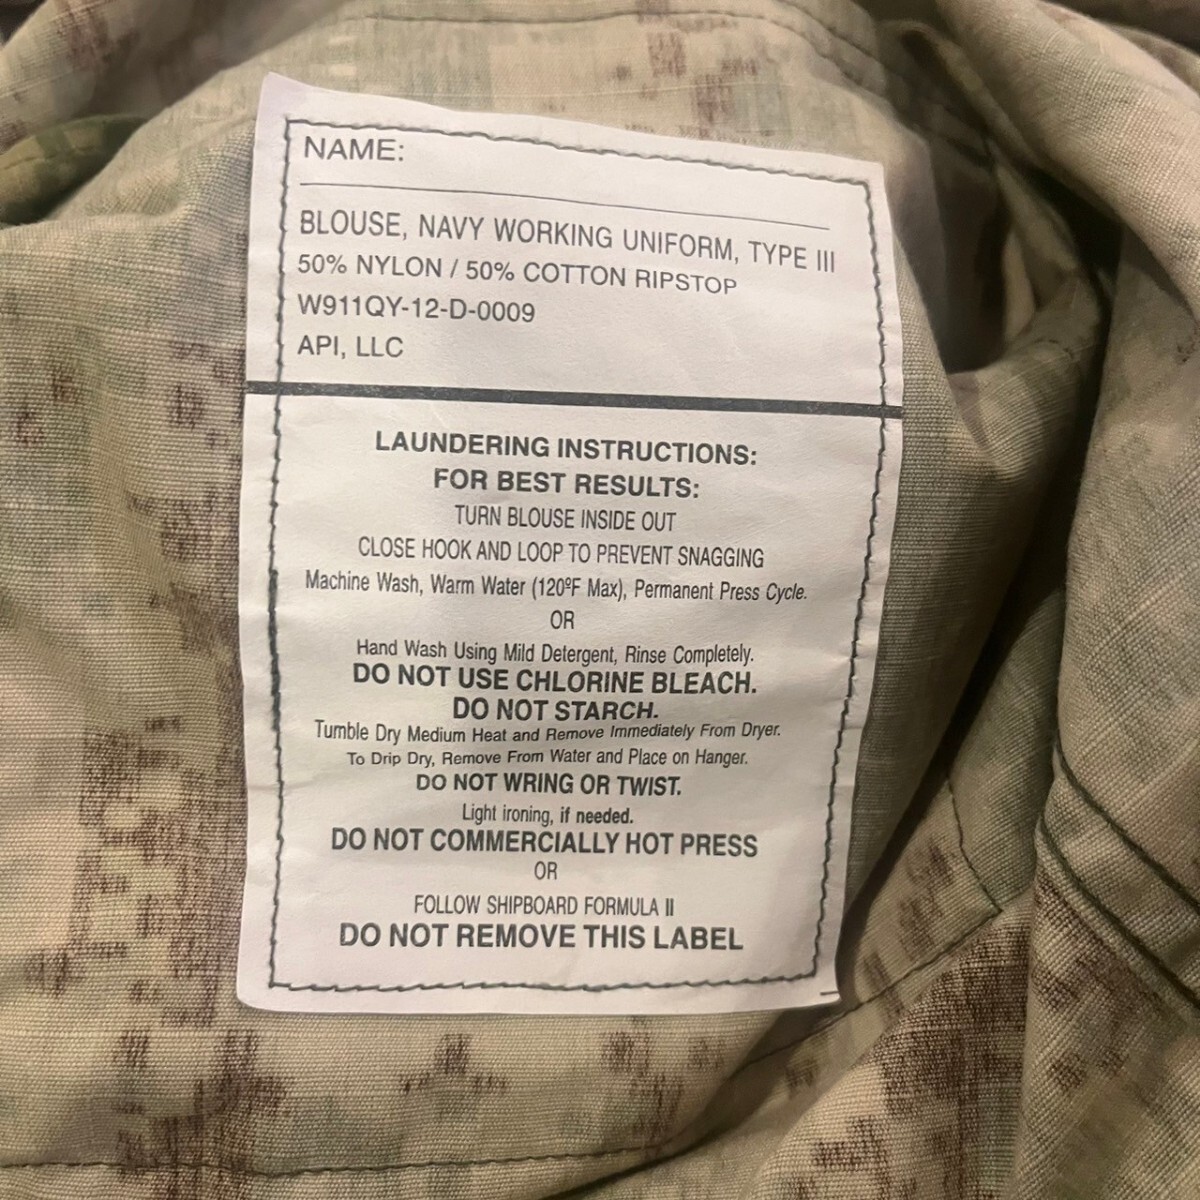 NAME:
BLOUSE, NAVY WORKING UNIFORM, TYPE III
50% NYLON / 50% COTTON RIPSTOP
W911QY-12-D-0009
API, LLC
LAUNDERING INSTRUCTIONS:
FOR BEST RESULTS:
TURN BLOUSE INSIDE OUT
CLOSE HOOK AND LOOP TO PREVENT SNAGGING
Machine Wash, Warm Water (120ºF Max), Permanent Press Cycle.
OR
Hand Wash Using Mild Detergent, Rinse Completely.
DO NOT USE CHLORINE BLEACH.
DO NOT STARCH.
Tumble Dry Medium Heat and Remove Immediately From Dryer.
To Drip Dry, Remove From Water and Place on Hanger.
DO NOT WRING OR TWIST.
Light ironing, if needed.
DO NOT COMMERCIALLY HOT PRESS
OR
FOLLOW SHIPBOARD FORMULA II
DO NOT REMOVE THIS LABEL